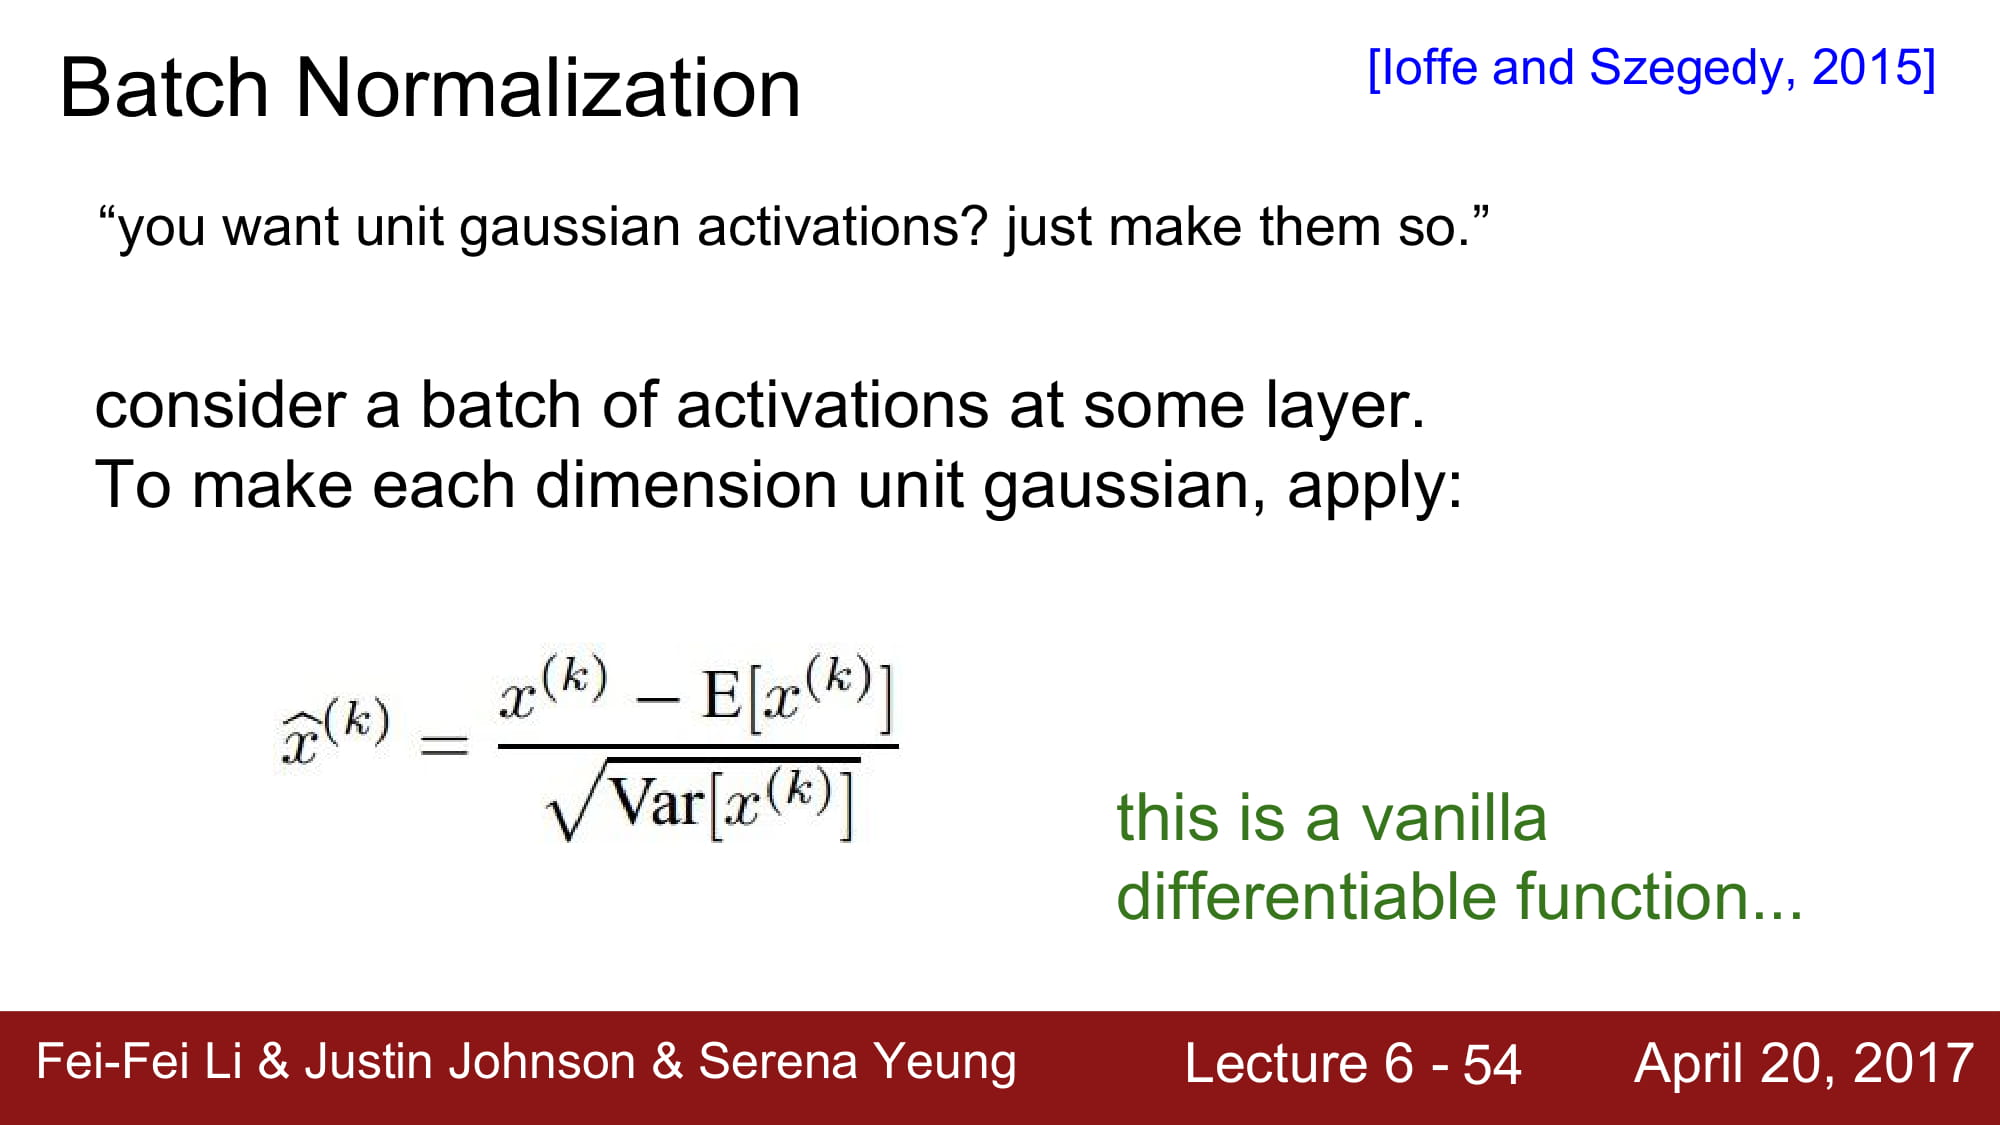 Batch Normalization
[Ioffe and Szegedy, 2015]
“you want unit gaussian activations? just make them so.”
consider a batch of activations at some layer.
To make each dimension unit gaussian, apply:
$\widehat{x}^{(k)} = \frac{x^{(k)} - \mathrm{E}[x^{(k)}]}{\sqrt{\mathrm{Var}[x^{(k)}]}}$
this is a vanilla
differentiable function...
Fei-Fei Li & Justin Johnson & Serena Yeung
Lecture 6 - 54
April 20, 2017